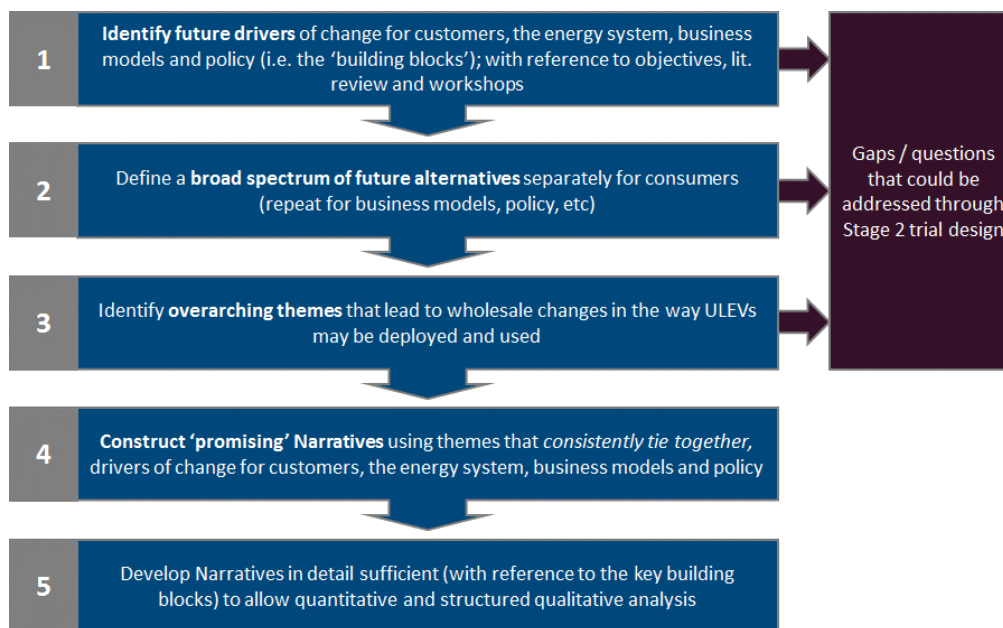 1
Identify future drivers of change for customers, the energy system, business
models and policy (i.e. the ‘building blocks’); with reference to objectives, lit.
review and workshops
2
Define a broad spectrum of future alternatives separately for consumers
(repeat for business models, policy, etc)
3
Identify overarching themes that lead to wholesale changes in the way ULEVs
may be deployed and used
4
Construct ‘promising’ Narratives using themes that consistently tie together,
drivers of change for customers, the energy system, business models and policy
5
Develop Narratives in detail sufficient (with reference to the key building
blocks) to allow quantitative and structured qualitative analysis
Gaps / questions
that could be
addressed through
Stage 2 trial design